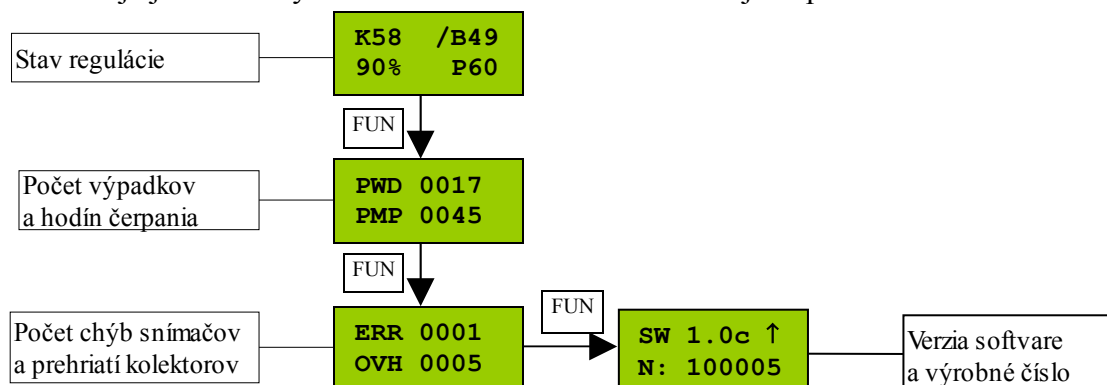 Stav regulácie
K58 /B49
90% P60
FUN
Počet výpadkov
a hodín čerpania
PWD 0017
PMP 0045
FUN
Počet chýb snímačov
a prehriatí kolektorov
ERR 0001
OVH 0005
FUN
SW 1.0c ↑
N: 100005
Verzia software
a výrobné číslo